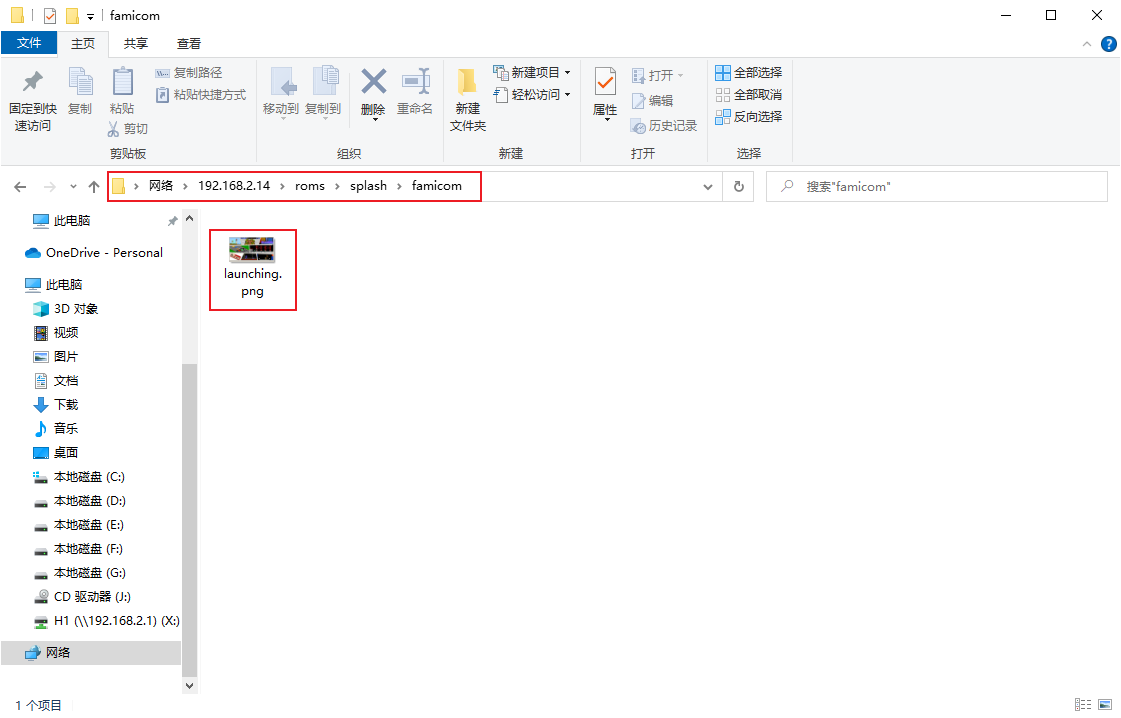 famicom
文件 主页 共享 查看
固定到快
速访问
复制
粘贴
复制路径
粘贴快捷方式
剪切
剪贴板
移动到
复制到
删除
重命名
组织
新建
文件夹
新建项目
轻松访问
新建
属性
打开
编辑
历史记录
打开
全部选择
全部取消
反向选择
选择
网络 192.168.2.14 roms splash famicom
搜索"famicom"
此电脑
OneDrive - Personal
此电脑
3D 对象
视频
图片
文档
下载
音乐
桌面
本地磁盘 (C:)
本地磁盘 (D:)
本地磁盘 (E:)
本地磁盘 (F:)
本地磁盘 (G:)
CD 驱动器 (J:)
H1 (\\192.168.2.1) (X:)
网络
launching.
png
1 个项目